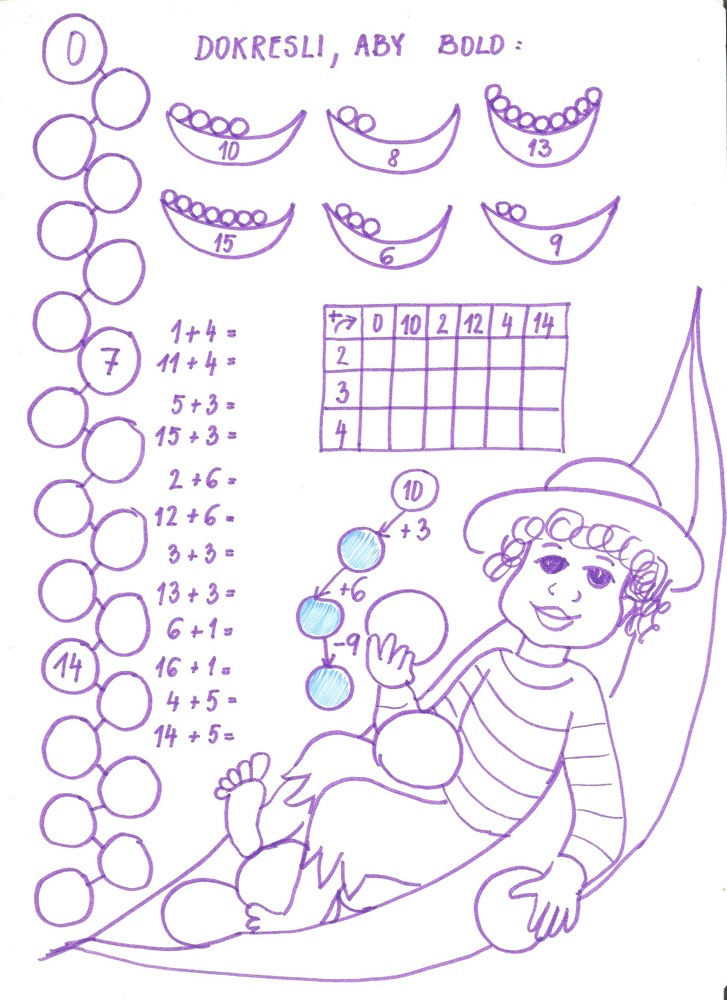 0
DOKRESLI, ABY BOLO:
10 8 13
15 6 9
7
14
1 + 4 =
11 + 4 =
5 + 3 =
15 + 3 =
2 + 6 =
12 + 6 =
3 + 3 =
13 + 3 =
6 + 1 =
16 + 1 =
4 + 5 =
14 + 5 =
+ 0 10 2 12 4 14
2
3
4
10
+3
+6
-9